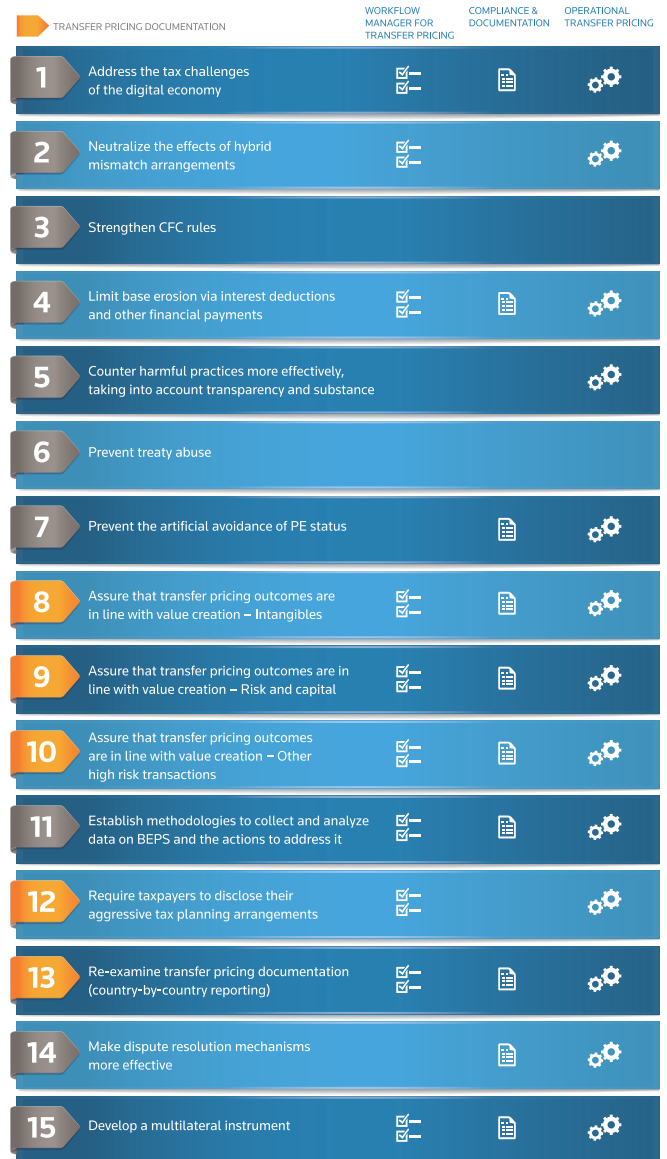 TRANSFER PRICING DOCUMENTATION
WORKFLOW
MANAGER FOR
TRANSFER PRICING
COMPLIANCE &
DOCUMENTATION
OPERATIONAL
TRANSFER PRICING
1
Address the tax challenges
of the digital economy
2
Neutralize the effects of hybrid
mismatch arrangements
3
Strengthen CFC rules
4
Limit base erosion via interest deductions
and other financial payments
5
Counter harmful practices more effectively,
taking into account transparency and substance
6
Prevent treaty abuse
7
Prevent the artificial avoidance of PE status
8
Assure that transfer pricing outcomes are
in line with value creation – Intangibles
9
Assure that transfer pricing outcomes are in
line with value creation – Risk and capital
10
Assure that transfer pricing outcomes
are in line with value creation – Other
high risk transactions
11
Establish methodologies to collect and analyze
data on BEPS and the actions to address it
12
Require taxpayers to disclose their
aggressive tax planning arrangements
13
Re-examine transfer pricing documentation
(country-by-country reporting)
14
Make dispute resolution mechanisms
more effective
15
Develop a multilateral instrument